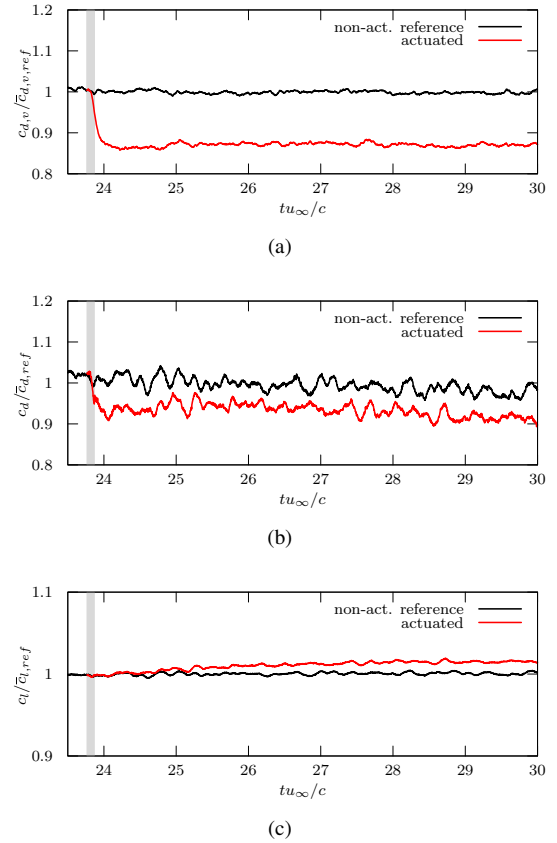 1.2
non-act. reference
actuated
1.1
1
0.9
0.8
c_{d,v}/\bar{c}_{d,v,ref}
24 25 26 27 28 29 30
tu_∞/c
(a)
1.2
non-act. reference
actuated
1.1
1
0.9
0.8
c_d/\bar{c}_{d,ref}
24 25 26 27 28 29 30
tu_∞/c
(b)
1.1
non-act. reference
actuated
1
0.9
c_l/\bar{c}_{l,ref}
24 25 26 27 28 29 30
tu_∞/c
(c)